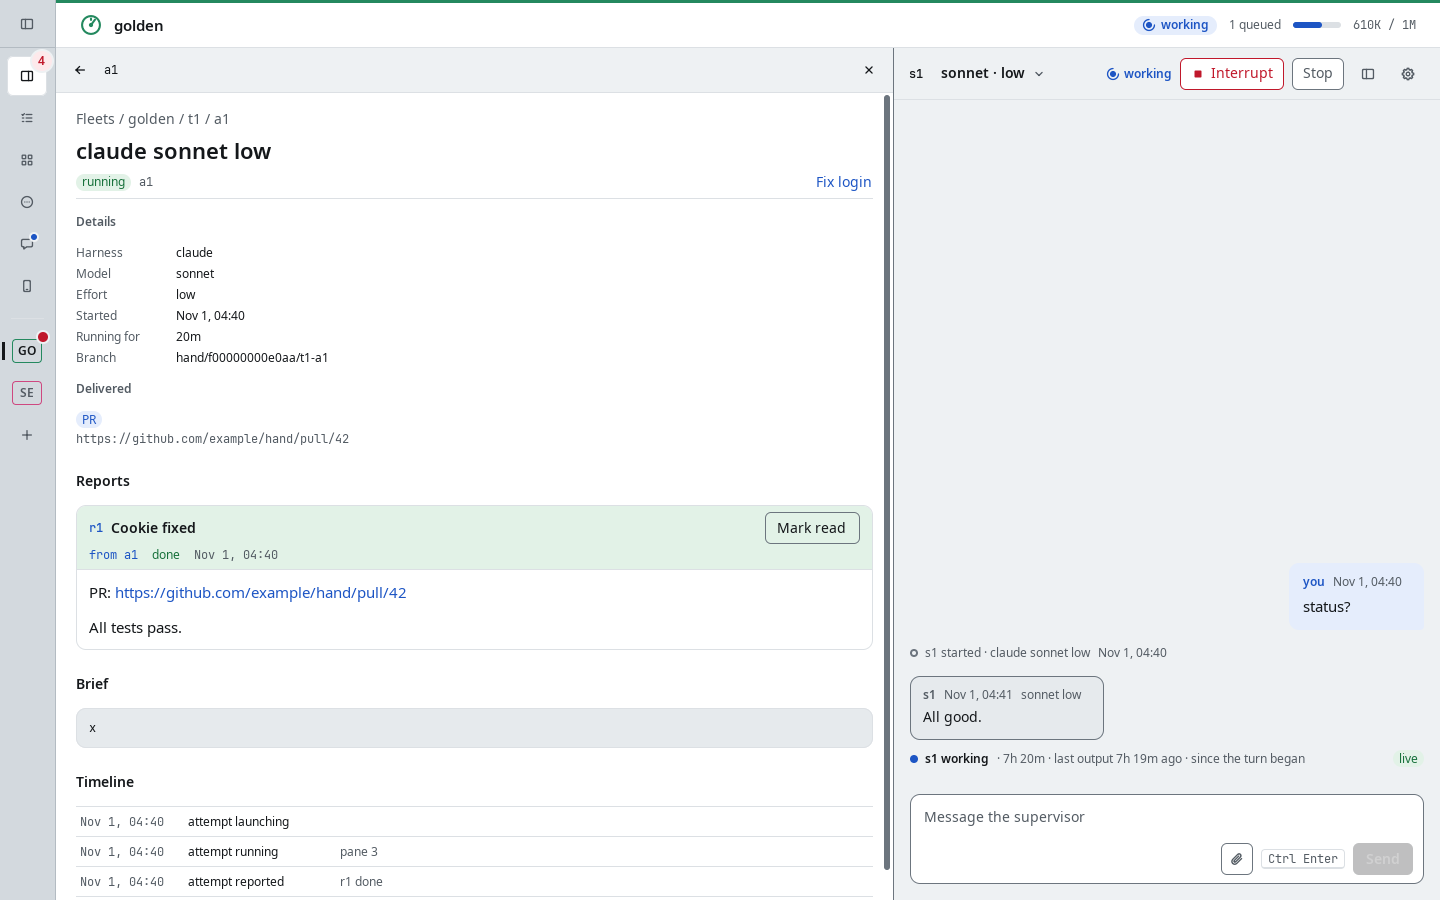 golden
working
1 queued
610K / 1M
4
GO
SE
a1
Fleets / golden / t1 / a1
claude sonnet low
running a1
Fix login
Details
Harness claude
Model sonnet
Effort low
Started Nov 1, 04:40
Running for 20m
Branch hand/f00000000e0aa/t1-a1
Delivered
PR
https://github.com/example/hand/pull/42
Reports
r1 Cookie fixed
Mark read
from a1 done Nov 1, 04:40
PR: https://github.com/example/hand/pull/42
All tests pass.
Brief
x
Timeline
Nov 1, 04:40 attempt launching
Nov 1, 04:40 attempt running pane 3
Nov 1, 04:40 attempt reported r1 done
s1 sonnet · low
working
Interrupt
Stop
you Nov 1, 04:40
status?
s1 started · claude sonnet low Nov 1, 04:40
s1 Nov 1, 04:41 sonnet low
All good.
s1 working · 7h 20m · last output 7h 19m ago · since the turn began
live
Message the supervisor
Ctrl Enter
Send